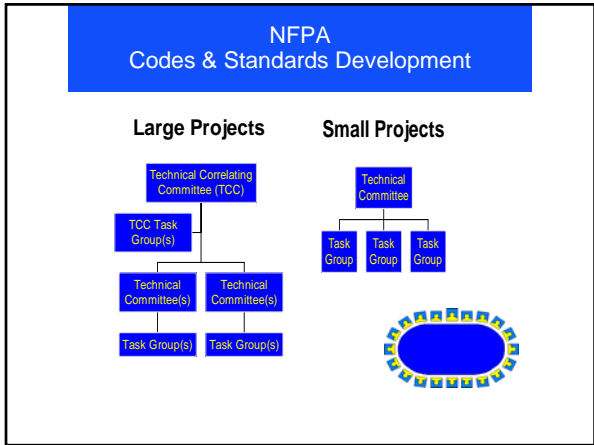 NFPA
Codes & Standards Development
Large Projects
Small Projects
Technical Correlating
Committee (TCC)
TCC Task
Group(s)
Technical
Committee(s)
Technical
Committee(s)
Task Group(s)
Task Group(s)
Technical
Committee
Task
Group
Task
Group
Task
Group